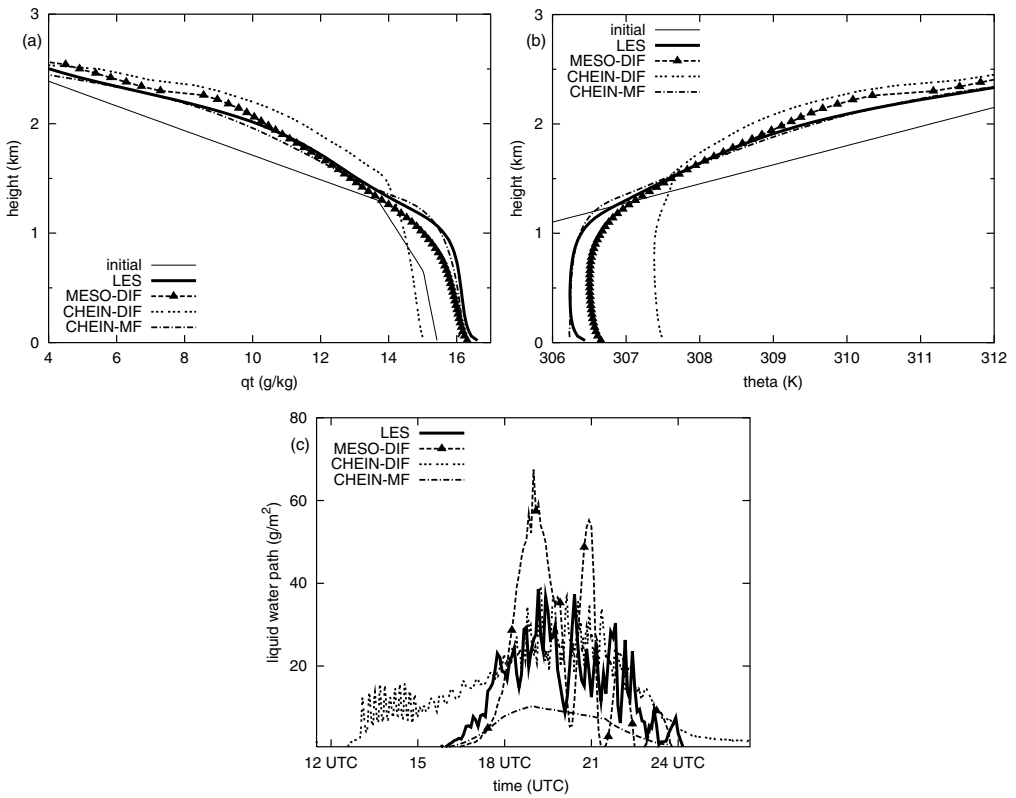 (a)
3
2
1
0
height (km)
initial
LES
MESO-DIF
CHEIN-DIF
CHEIN-MF
4 6 8 10 12 14 16
qt (g/kg)
(b)
3
2
1
0
height (km)
initial
LES
MESO-DIF
CHEIN-DIF
CHEIN-MF
306 307 308 309 310 311 312
theta (K)
(c)
80
60
40
20
liquid water path (g/m²)
LES
MESO-DIF
CHEIN-DIF
CHEIN-MF
12 UTC 15 18 UTC 21 24 UTC
time (UTC)